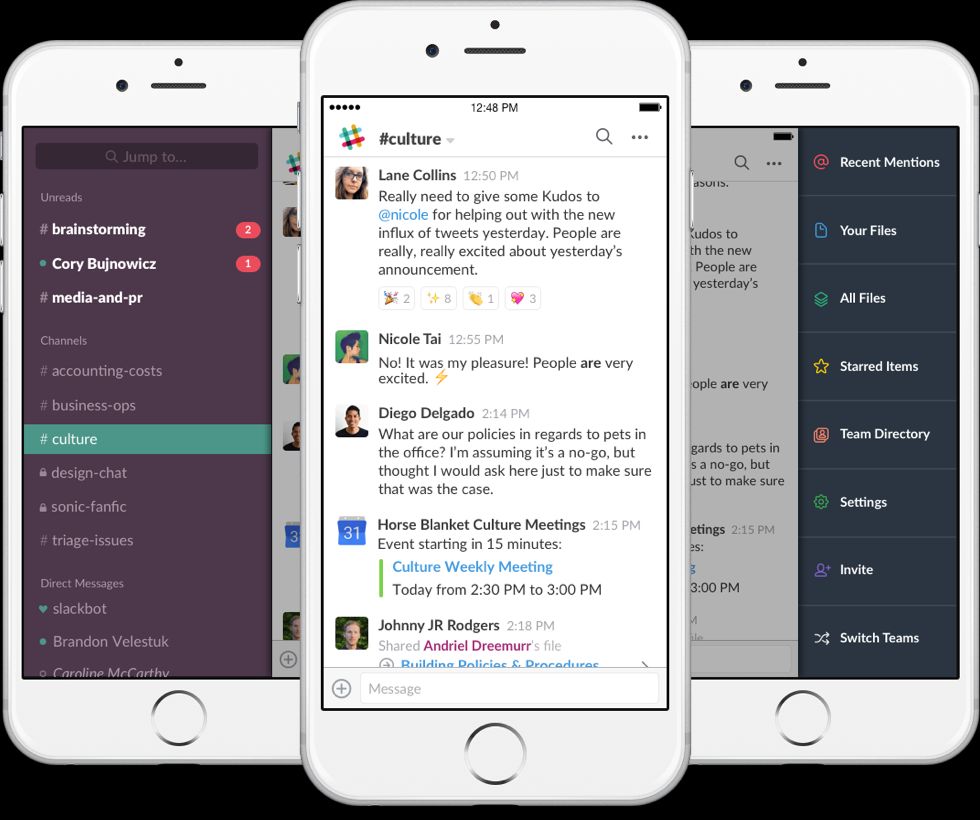 Jump to...
Unreads
# brainstorming 2
Cory Bujnowicz 1
# media-and-pr
Channels
# accounting-costs
# business-ops
# culture
design-chat
sonic-fanfic
# triage-issues
Direct Messages
slackbot
Brandon Velestuk
Caroline McCarthy
12:48 PM
#culture
Lane Collins 12:50 PM
Really need to give some Kudos to
@nicole for helping out with the new
influx of tweets yesterday. People are
really, really excited about yesterday's
announcement.
🎉 2 ✨ 8 👏 1 💖 3
Nicole Tai 12:55 PM
No! It was my pleasure! People are very
excited. ⚡
Diego Delgado 2:14 PM
What are our policies in regards to pets in
the office? I'm assuming it's a no-go, but
thought I would ask here just to make sure
that was the case.
31
Horse Blanket Culture Meetings 2:15 PM
Event starting in 15 minutes:
Culture Weekly Meeting
Today from 2:30 PM to 3:00 PM
Johnny JR Rodgers 2:18 PM
Shared Andriel Dreemurr's file
Building Policies & Procedures
Message
Kudos to
th the new
People are
yesterday's
ople are very
gards to pets in
s a no-go, but
ust to make sure
etings 2:15 PM
es:
g
3:00 PM
Recent Mentions
Your Files
All Files
Starred Items
Team Directory
Settings
Invite
Switch Teams